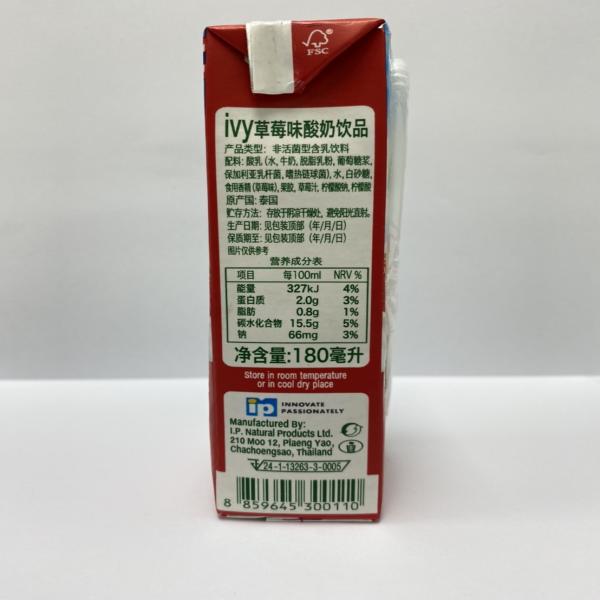 FSC
ivy草莓味酸奶饮品
产品类型：非活菌型含乳饮料
配料：酸乳（水，牛奶，脱脂乳粉，葡萄糖浆，
保加利亚乳杆菌，嗜热链球菌），水，白砂糖，
食用香精（草莓味），果胶，草莓汁，柠檬酸钠，柠檬酸
原产国：泰国
贮存方法：存放于阴凉干燥处，避免阳光直射。
生产日期：见包装顶部（年/月/日）
保质期至：见包装顶部（年/月/日）
图片仅供参考
营养成分表
项目 每100ml NRV %
能量 327kJ 4%
蛋白质 2.0g 3%
脂肪 0.8g 1%
碳水化合物 15.5g 5%
钠 66mg 3%
净含量:180毫升
Store in room temperature
or in cool dry place
ip INNOVATE
PASSIONATELY
Manufactured By:
I.P. Natural Products Ltd.
210 Moo 12, Plaeng Yao,
Chachoengsao, Thailand
24-1-13263-3-0005
8 859645 300110